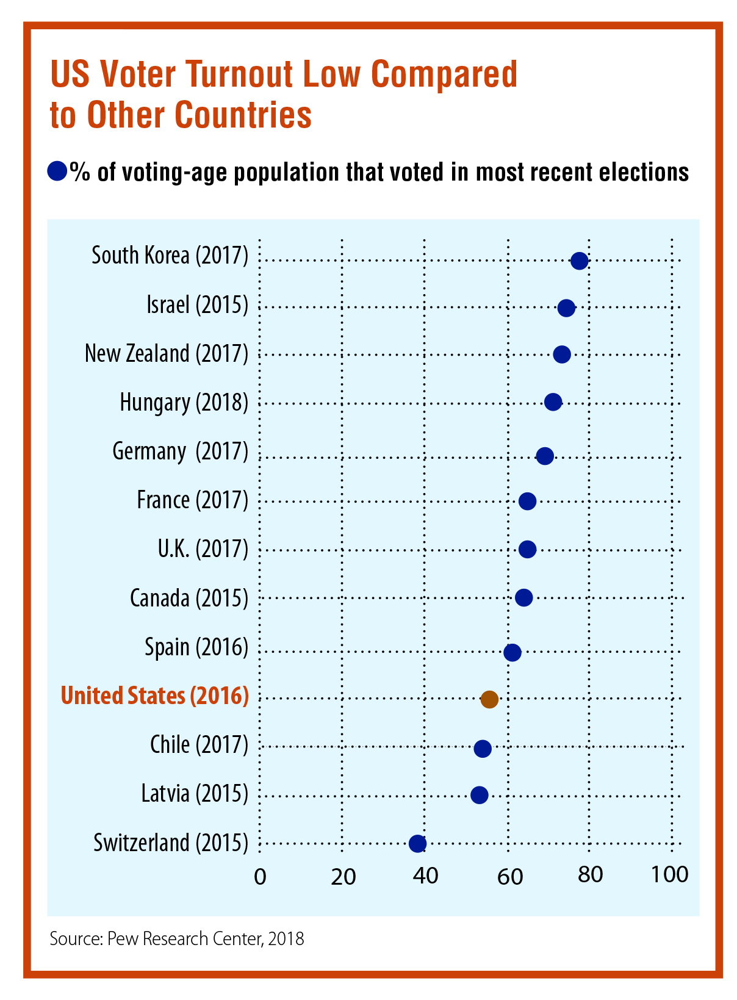 US Voter Turnout Low Compared
to Other Countries
% of voting-age population that voted in most recent elections
South Korea (2017)
Israel (2015)
New Zealand (2017)
Hungary (2018)
Germany (2017)
France (2017)
U.K. (2017)
Canada (2015)
Spain (2016)
United States (2016)
Chile (2017)
Latvia (2015)
Switzerland (2015)
0 20 40 60 80 100
Source: Pew Research Center, 2018